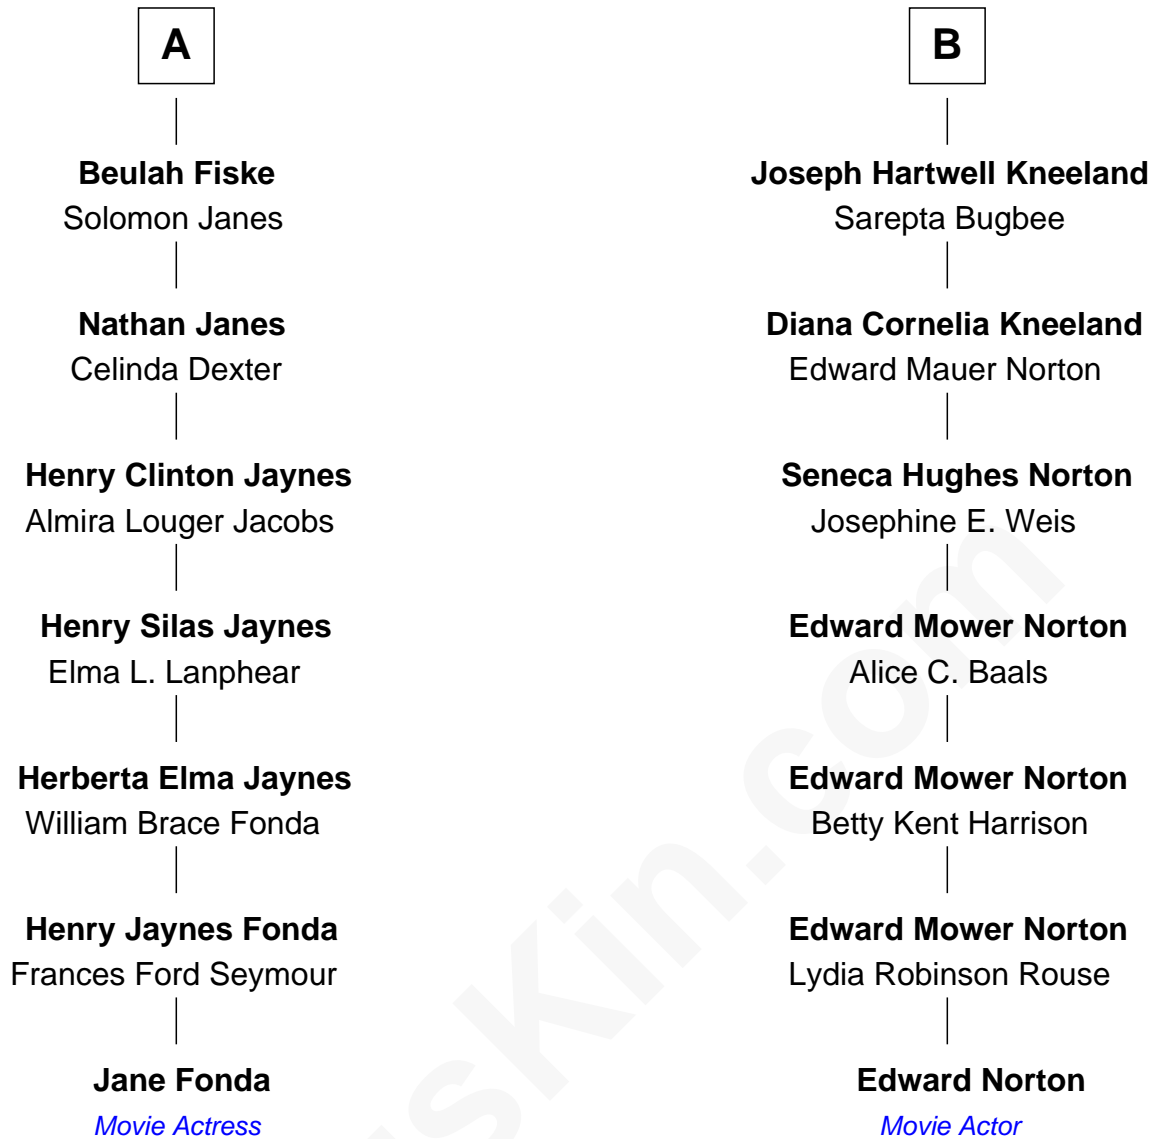 A
B
Beulah Fiske
Solomon Janes
Joseph Hartwell Kneeland
Sarepta Bugbee
Nathan Janes
Celinda Dexter
Diana Cornelia Kneeland
Edward Mauer Norton
Henry Clinton Jaynes
Almira Louger Jacobs
Seneca Hughes Norton
Josephine E. Weis
Henry Silas Jaynes
Elma L. Lanphear
Edward Mower Norton
Alice C. Baals
Herberta Elma Jaynes
William Brace Fonda
Edward Mower Norton
Betty Kent Harrison
Henry Jaynes Fonda
Frances Ford Seymour
Edward Mower Norton
Lydia Robinson Rouse
Jane Fonda
Movie Actress
Edward Norton
Movie Actor